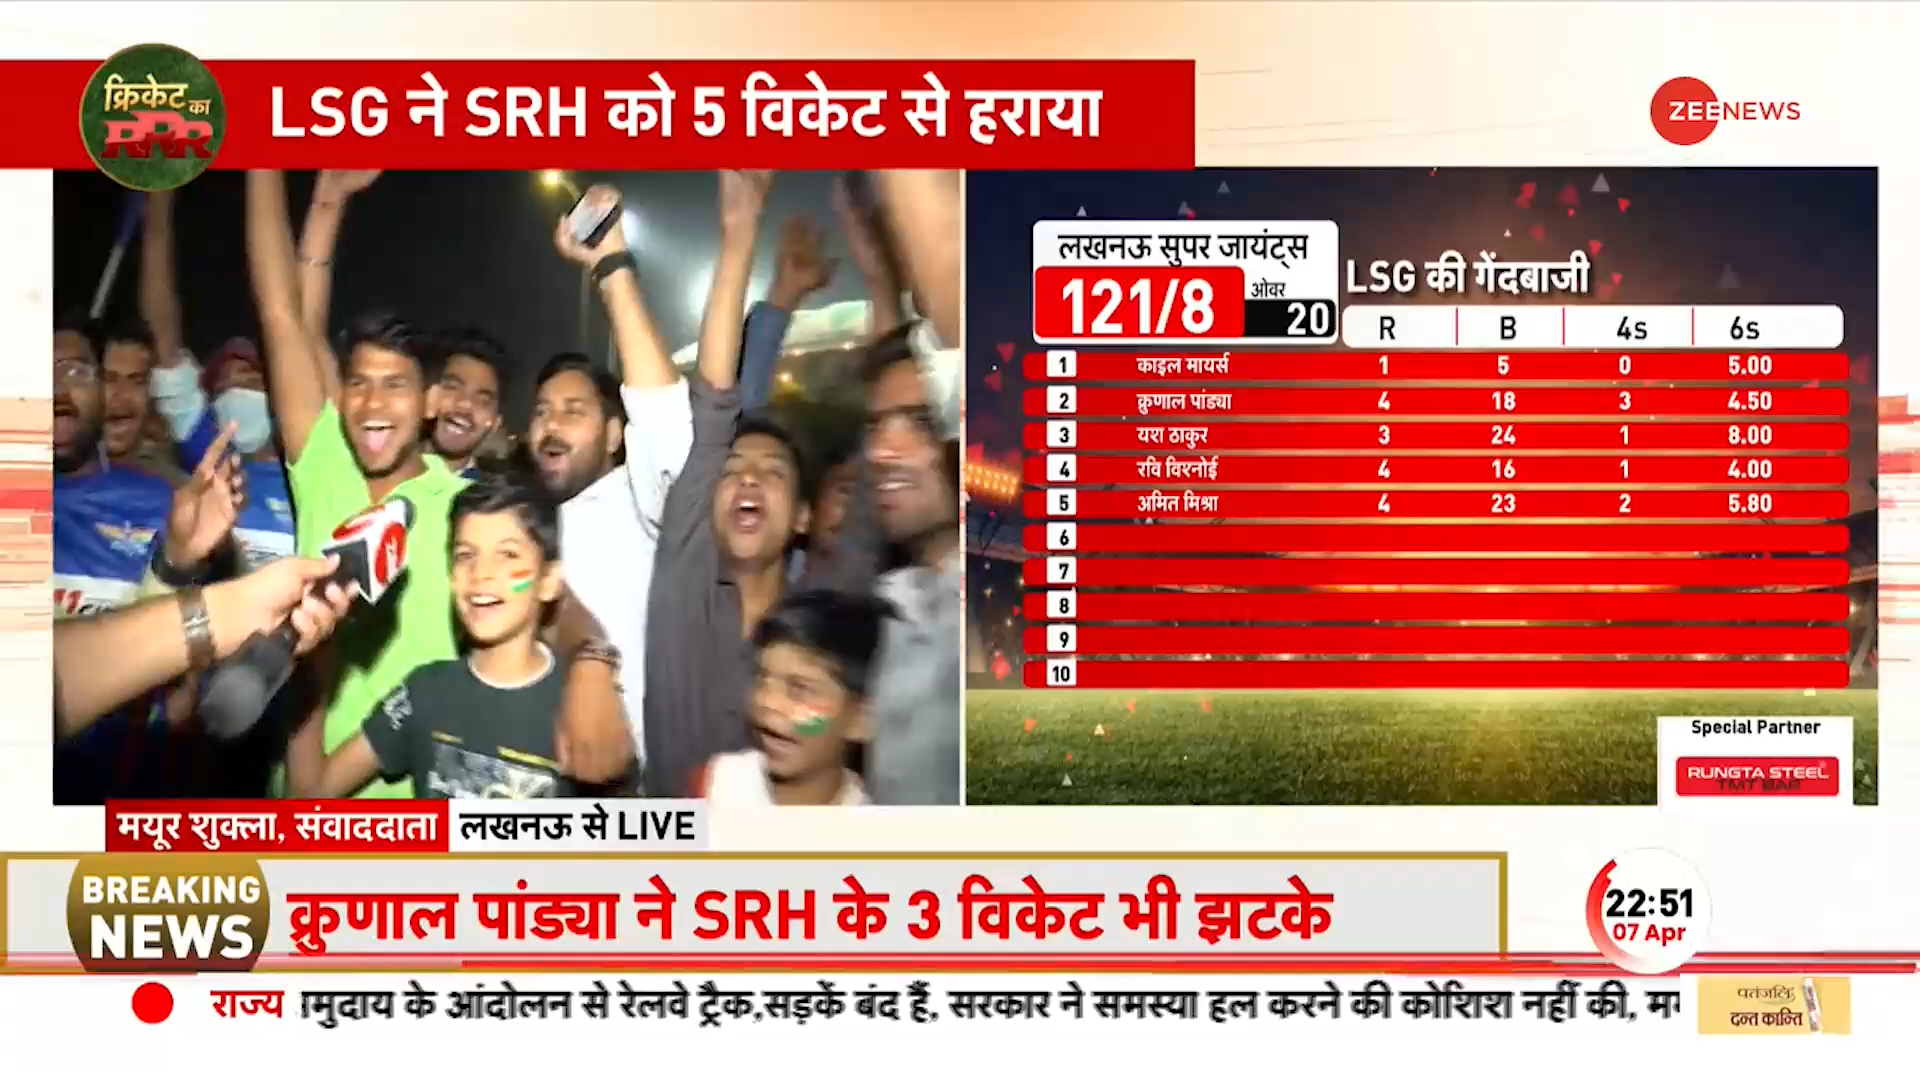 क्रिकेट का
RRR
LSG ने SRH को 5 विकेट से हराया
ZEENEWS
लखनऊ सुपर जायंट्स
121/8
ओवर
20
LSG की गेंदबाजी
R B 4s 6s
1 काइल मायर्स 1 5 0 5.00
2 क्रुणाल पांड्या 4 18 3 4.50
3 यश ठाकुर 3 24 1 8.00
4 रवि विश्नोई 4 16 1 4.00
5 अमित मिश्रा 4 23 2 5.80
6
7
8
9
10
Special Partner
RUNGTA STEEL
TMT BAR
मयूर शुक्ला, संवाददाता लखनऊ से LIVE
BREAKING
NEWS
क्रुणाल पांड्या ने SRH के 3 विकेट भी झटके
22:51
07 Apr
राज्य मुदाय के आंदोलन से रेलवे ट्रैक,सड़कें बंद हैं, सरकार ने समस्या हल करने की कोशिश नहीं की,
पतंजलि
दन्त कान्ति